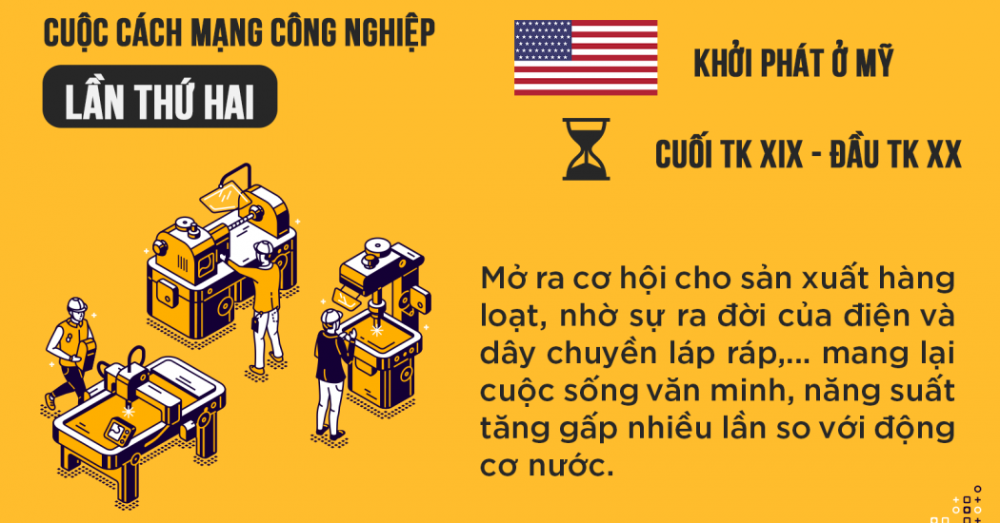 CUỘC CÁCH MẠNG CÔNG NGHIỆP
LẦN THỨ HAI
KHỞI PHÁT Ở MỸ
CUỐI TK XIX - ĐẦU TK XX
Mở ra cơ hội cho sản xuất hàng
loạt, nhờ sự ra đời của điện và
dây chuyền láp ráp,... mang lại
cuộc sống văn minh, năng suất
tăng gấp nhiều lần so với động
cơ nước.